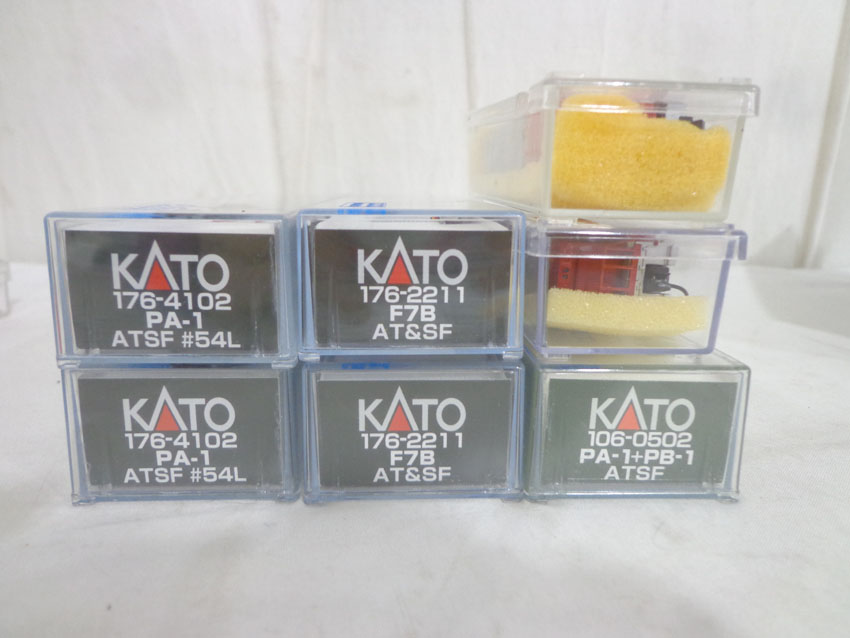 KATO
176-4102
PA-1
ATSF #54L
KATO
176-2211
F7B
AT&SF
KATO
176-4102
PA-1
ATSF #54L
KATO
176-2211
F7B
AT&SF
KATO
106-0502
PA-1+PB-1
ATSF